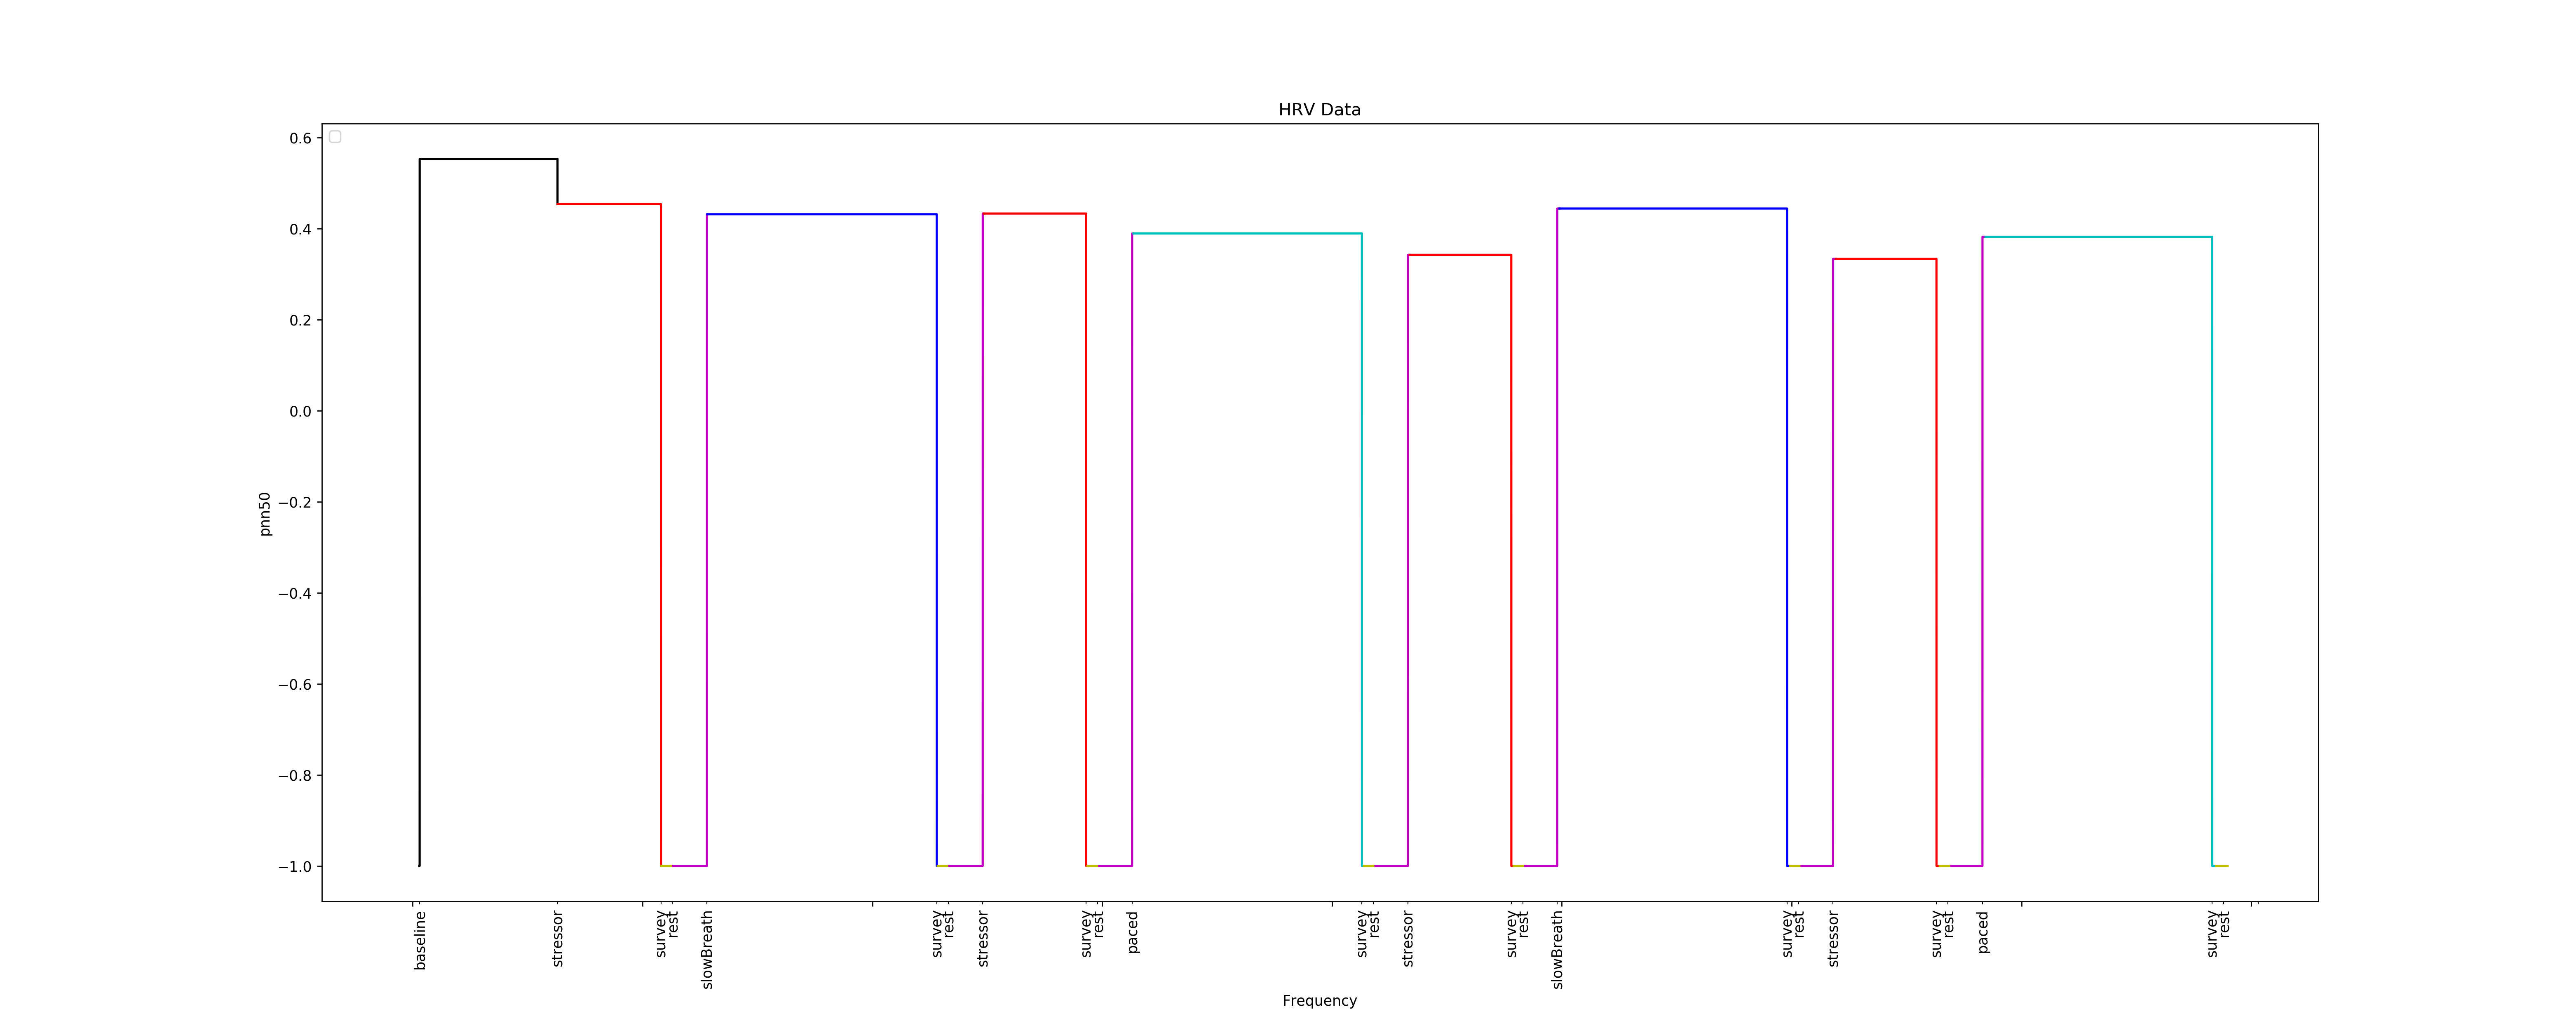 HRV Data
0.6
0.4
0.2
0.0
−0.2
−0.4
−0.6
−0.8
−1.0
pnn50
baseline
stressor
survey
rest
slowBreath
survey
rest
stressor
survey
rest
paced
survey
rest
stressor
survey
rest
slowBreath
survey
rest
stressor
survey
rest
paced
survey
rest
Frequency